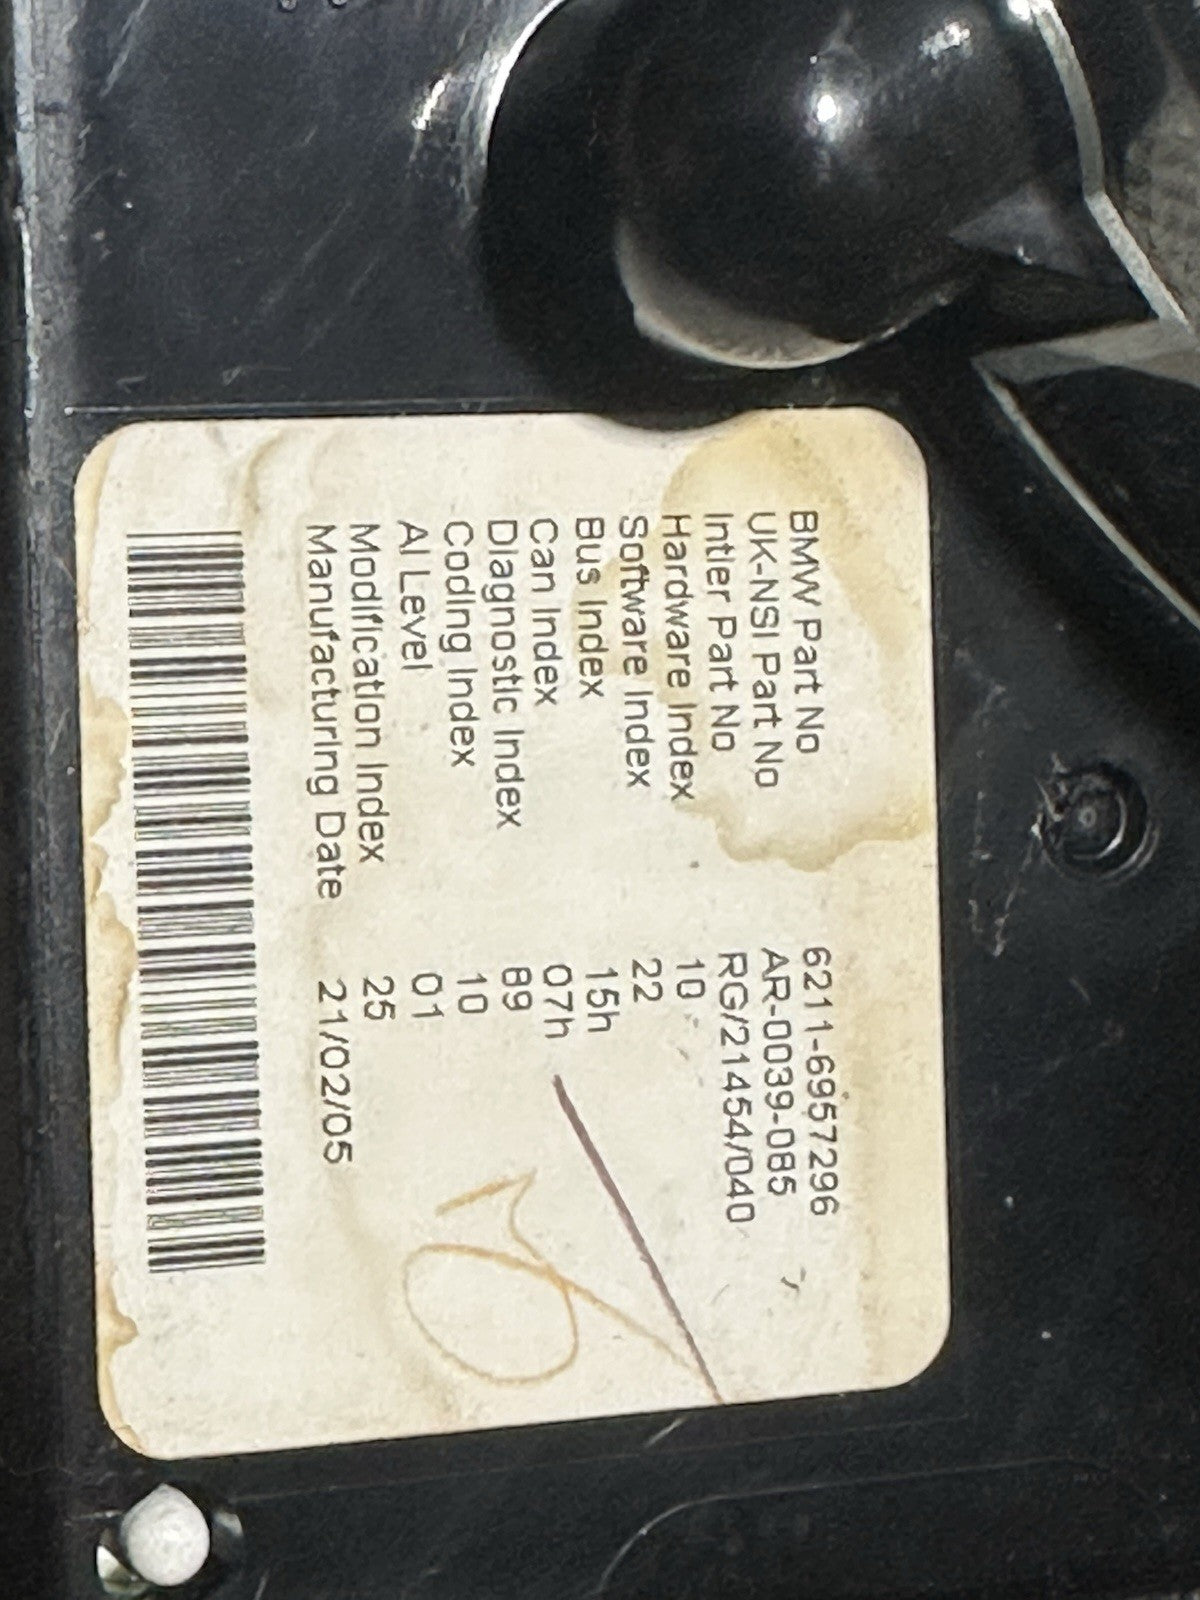 BMW Part No 6211-6957296
UK-NSI Part No AR-0039-085
Intier Part No RG/21454/040
Hardware Index 10
Software Index 22
Bus Index 15h
Can Index 07h
Diagnostic Index 89
Coding Index 10
AI Level 01
Modification Index 25
Manufacturing Date 21/02/05